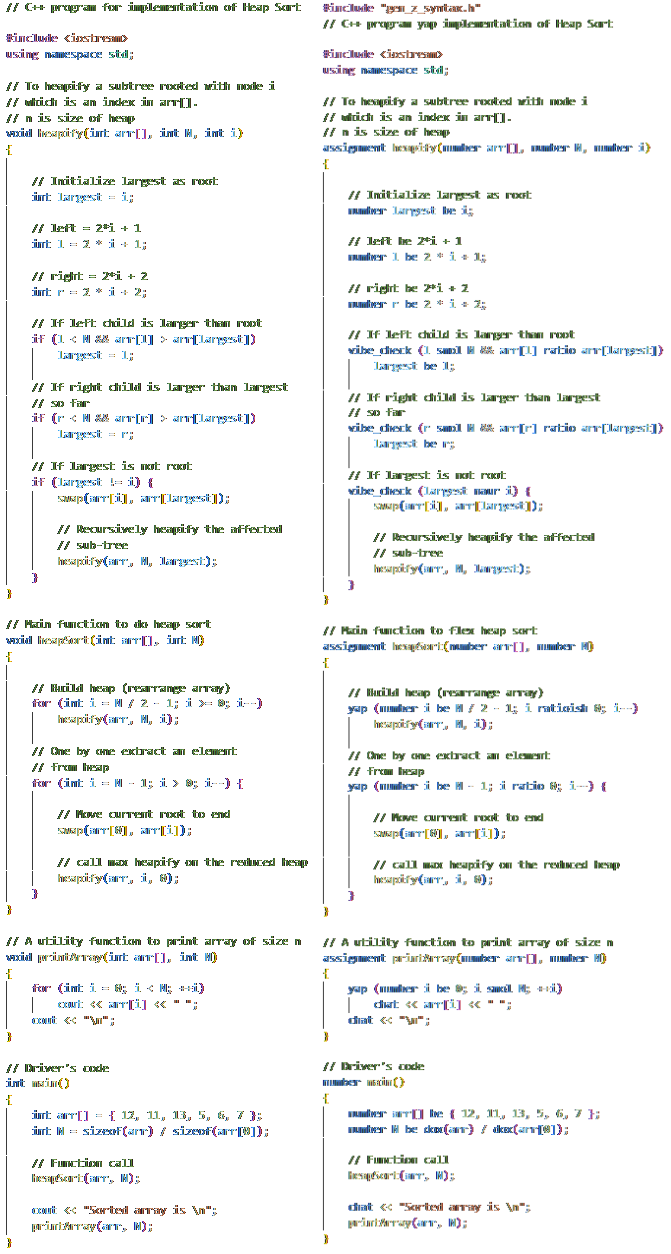 // C++ program for implementation of Heap Sort

#include <iostream>
using namespace std;

// To heapify a subtree rooted with node i
// which is an index in arr[].
// n is size of heap
void heapify(int arr[], int N, int i)
{

// Initialize largest as root
int largest = i;

// left = 2*i + 1
int l = 2 * i + 1;

// right = 2*i + 2
int r = 2 * i + 2;

// If left child is larger than root
if (l < N && arr[l] > arr[largest])
largest = l;

// If right child is larger than largest
// so far
if (r < N && arr[r] > arr[largest])
largest = r;

// If largest is not root
if (largest != i) {
swap(arr[i], arr[largest]);

// Recursively heapify the affected
// sub-tree
heapify(arr, N, largest);
}
}

// Main function to do heap sort
void heapSort(int arr[], int N)
{

// Build heap (rearrange array)
for (int i = N / 2 - 1; i >= 0; i--)
heapify(arr, N, i);

// One by one extract an element
// from heap
for (int i = N - 1; i > 0; i--) {

// Move current root to end
swap(arr[0], arr[i]);

// call max heapify on the reduced heap
heapify(arr, i, 0);
}
}

// A utility function to print array of size n
void printArray(int arr[], int N)
{
for (int i = 0; i < N; ++i)
cout << arr[i] << " ";
cout << "\n";
}

// Driver's code
int main()
{
int arr[] = { 12, 11, 13, 5, 6, 7 };
int N = sizeof(arr) / sizeof(arr[0]);

// Function call
heapSort(arr, N);

cout << "Sorted array is \n";
printArray(arr, N);
}

#include "gen_z_syntax.h"
// C++ program yap implementation of Heap Sort

#include <iostream>
using namespace std;

// To heapify a subtree rooted with node i
// which is an index in arr[].
// n is size of heap
assignment heapify(number arr[], number N, number i)
{

// Initialize largest as root
number largest be i;

// left be 2*i + 1
number l be 2 * i + 1;

// right be 2*i + 2
number r be 2 * i + 2;

// If left child is larger than root
vibe_check (l smol N && arr[l] ratio arr[largest])
largest be l;

// If right child is larger than largest
// so far
vibe_check (r smol N && arr[r] ratio arr[largest])
largest be r;

// If largest is not root
vibe_check (largest naur i) {
swap(arr[i], arr[largest]);

// Recursively heapify the affected
// sub-tree
heapify(arr, N, largest);
}
}

// Main function to flex heap sort
assignment heapSort(number arr[], number N)
{

// Build heap (rearrange array)
yap (number i be N / 2 - 1; i ratioish 0; i--)
heapify(arr, N, i);

// One by one extract an element
// from heap
yap (number i be N - 1; i ratio 0; i--) {

// Move current root to end
swap(arr[0], arr[i]);

// call max heapify on the reduced heap
heapify(arr, i, 0);
}
}

// A utility function to print array of size n
assignment printArray(number arr[], number N)
{
yap (number i be 0; i smol N; ++i)
chat << arr[i] << " ";
chat << "\n";
}

// Driver's code
number main()
{
number arr[] be { 12, 11, 13, 5, 6, 7 };
number N be dox(arr) / dox(arr[0]);

// Function call
heapSort(arr, N);

chat << "Sorted array is \n";
printArray(arr, N);
}